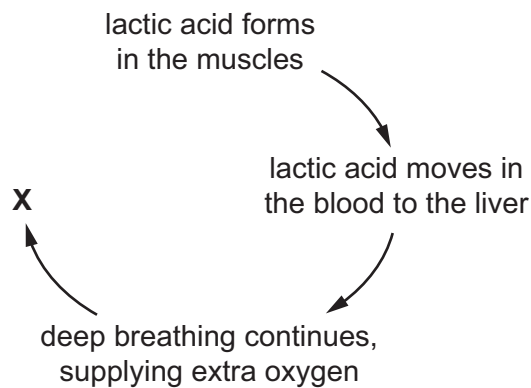 lactic acid forms
in the muscles
lactic acid moves in
the blood to the liver
X
deep breathing continues,
supplying extra oxygen